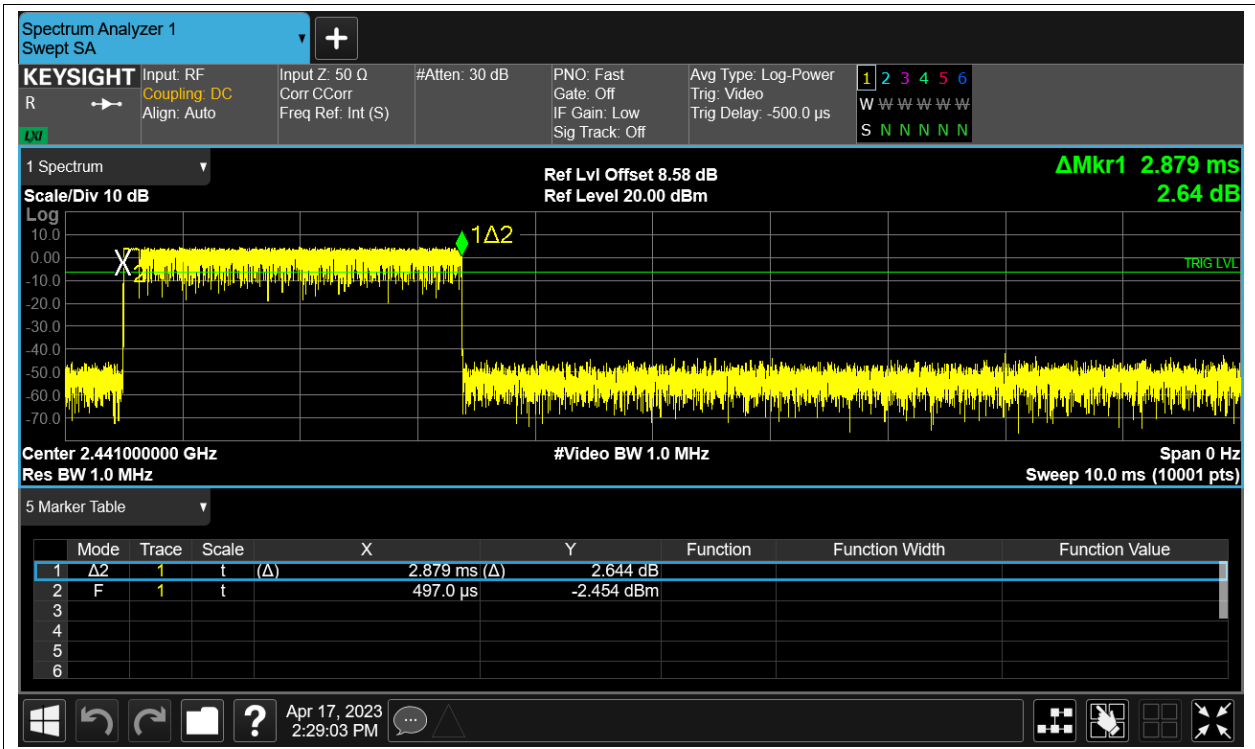 Spectrum Analyzer 1
Swept SA
KEYSIGHT Input: RF Input Z: 50 Ω #Atten: 30 dB PNO: Fast Avg Type: Log-Power 1 2 3 4 5 6
R Coupling: DC Corr CCorr Gate: Off Trig: Video W W W W W W
Align: Auto Freq Ref: Int (S) IF Gain: Low Trig Delay: -500.0 µs
LXI Sig Track: Off S N N N N N
1 Spectrum Ref Lvl Offset 8.58 dB ΔMkr1 2.879 ms
Scale/Div 10 dB Ref Level 20.00 dBm 2.64 dB
Log
10.0 1Δ2
0.00 X2 TRIG LVL
-10.0
-20.0
-30.0
-40.0
-50.0
-60.0
-70.0
Center 2.441000000 GHz #Video BW 1.0 MHz Span 0 Hz
Res BW 1.0 MHz Sweep 10.0 ms (10001 pts)
5 Marker Table
Mode Trace Scale X Y Function Function Width Function Value
1 Δ2 1 t (Δ) 2.879 ms (Δ) 2.644 dB
2 F 1 t 497.0 µs -2.454 dBm
3
4
5
6
? Apr 17, 2023
2:29:03 PM